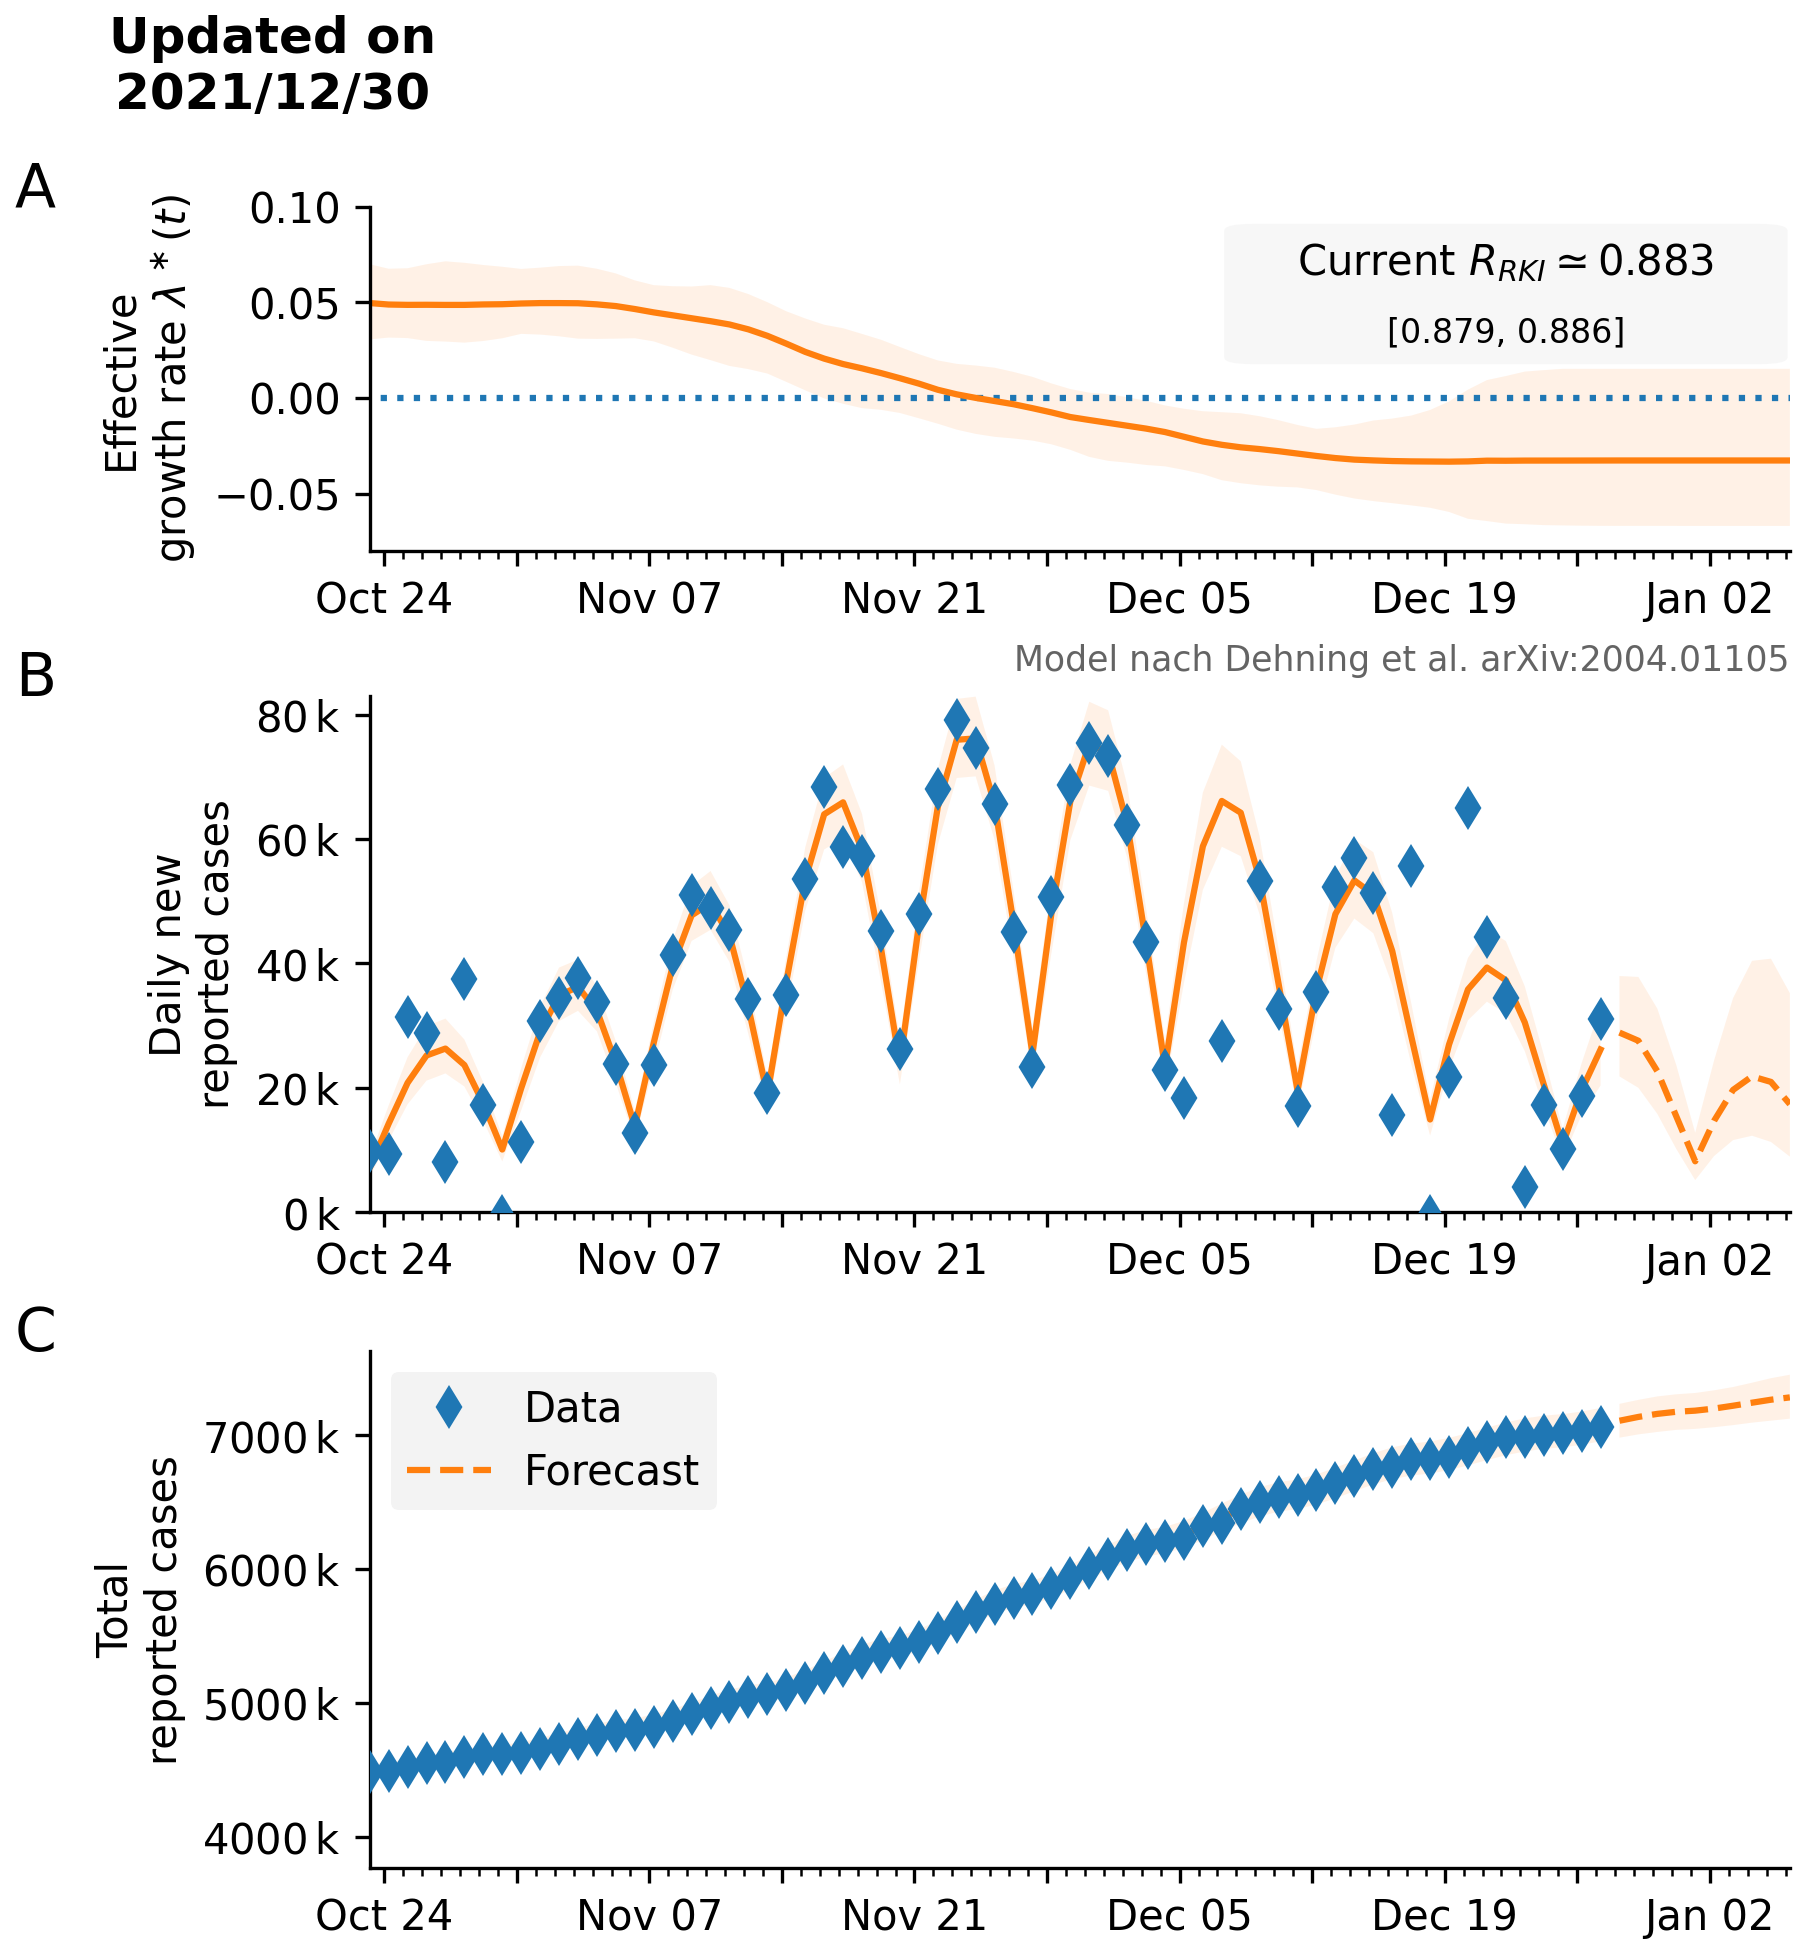 Updated on
2021/12/30
A
Effective
growth rate λ * (t)
0.10
0.05
0.00
−0.05
Current R_RKI ≃ 0.883
[0.879, 0.886]
Oct 24 Nov 07 Nov 21 Dec 05 Dec 19 Jan 02
Model nach Dehning et al. arXiv:2004.01105
B
Daily new
reported cases
80 k
60 k
40 k
20 k
0 k
Oct 24 Nov 07 Nov 21 Dec 05 Dec 19 Jan 02
C
Total
reported cases
7000 k
6000 k
5000 k
4000 k
Data
Forecast
Oct 24 Nov 07 Nov 21 Dec 05 Dec 19 Jan 02